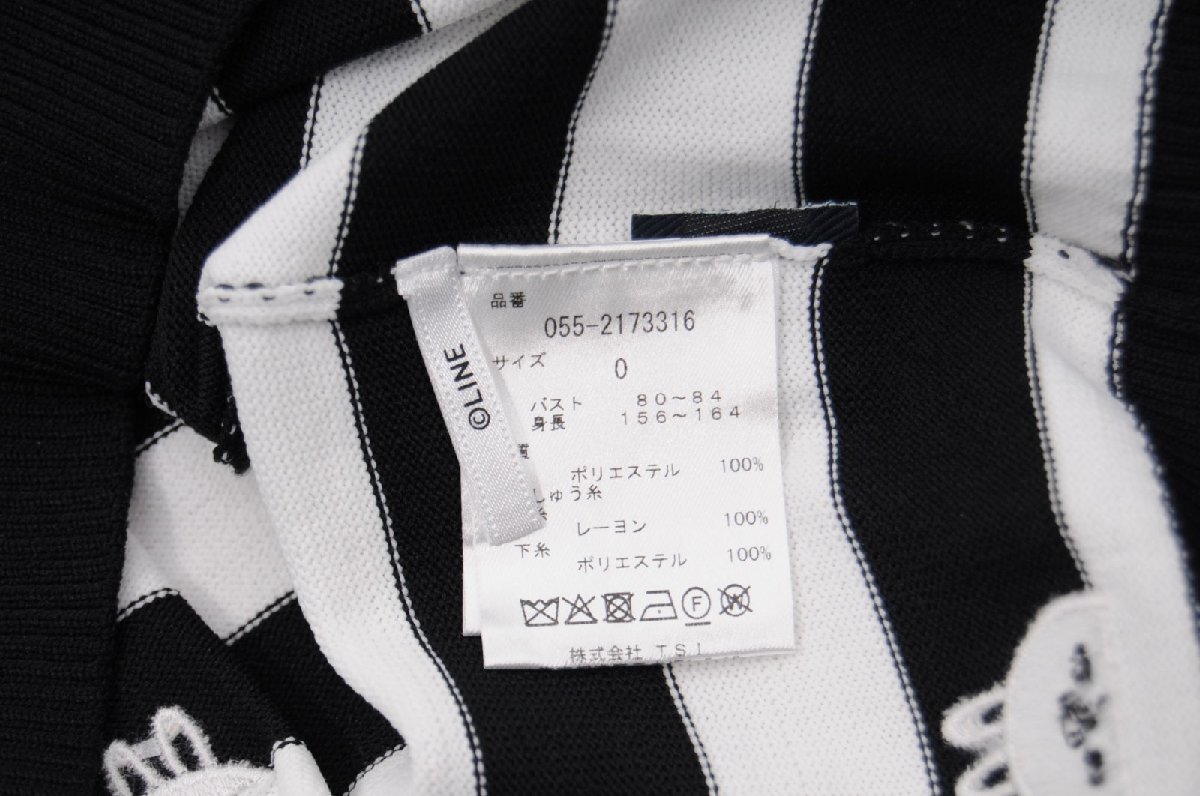 品番
055-2173316
サイズ 0
バスト 80～84
身長 156～164
質
ポリエステル 100%
しゅう糸
レーヨン 100%
下糸
ポリエステル 100%
F
W
株式会社 TSI
©LINE